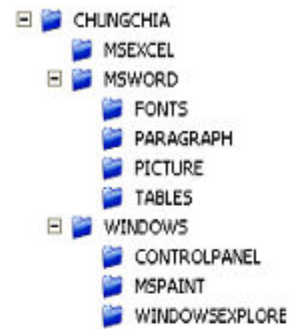 CHUNGCHIA
MSEXCEL
MSWORD
FONTS
PARAGRAPH
PICTURE
TABLES
WINDOWS
CONTROLPANEL
MSPAINT
WINDOWSEXPLORE